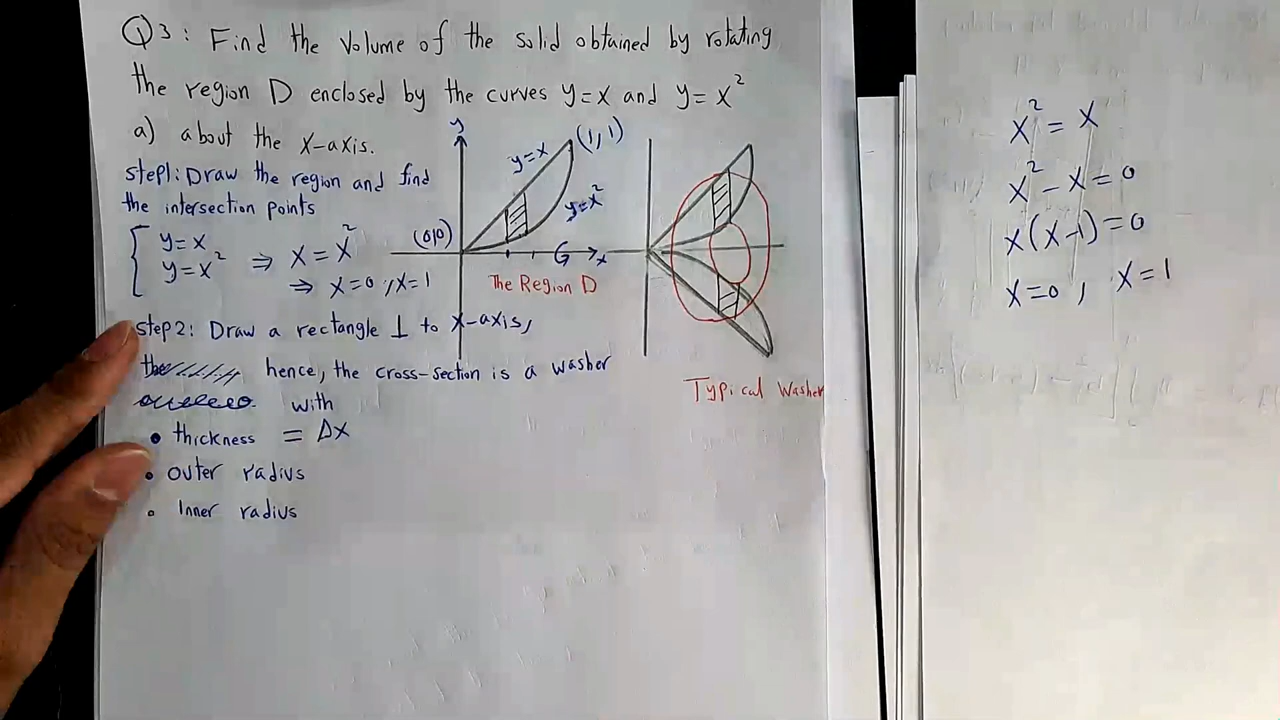 Q3: Find the volume of the solid obtained by rotating
the region D enclosed by the curves y=x and y=x²
a) about the x-axis.
step1: Draw the region and find
the intersection points
{ y=x
y=x² ⇒ x = x²
⇒ x=0, x=1
y
y=x
(1,1)
y=x²
(0,0)
x
The Region D
step2: Draw a rectangle ⊥ to x-axis,
hence, the cross-section is a washer
with
• thickness = Δx
• outer radius
• Inner radius
Typical Washer
x² = x
x² - x = 0
x(x-1) = 0
x=0, x=1